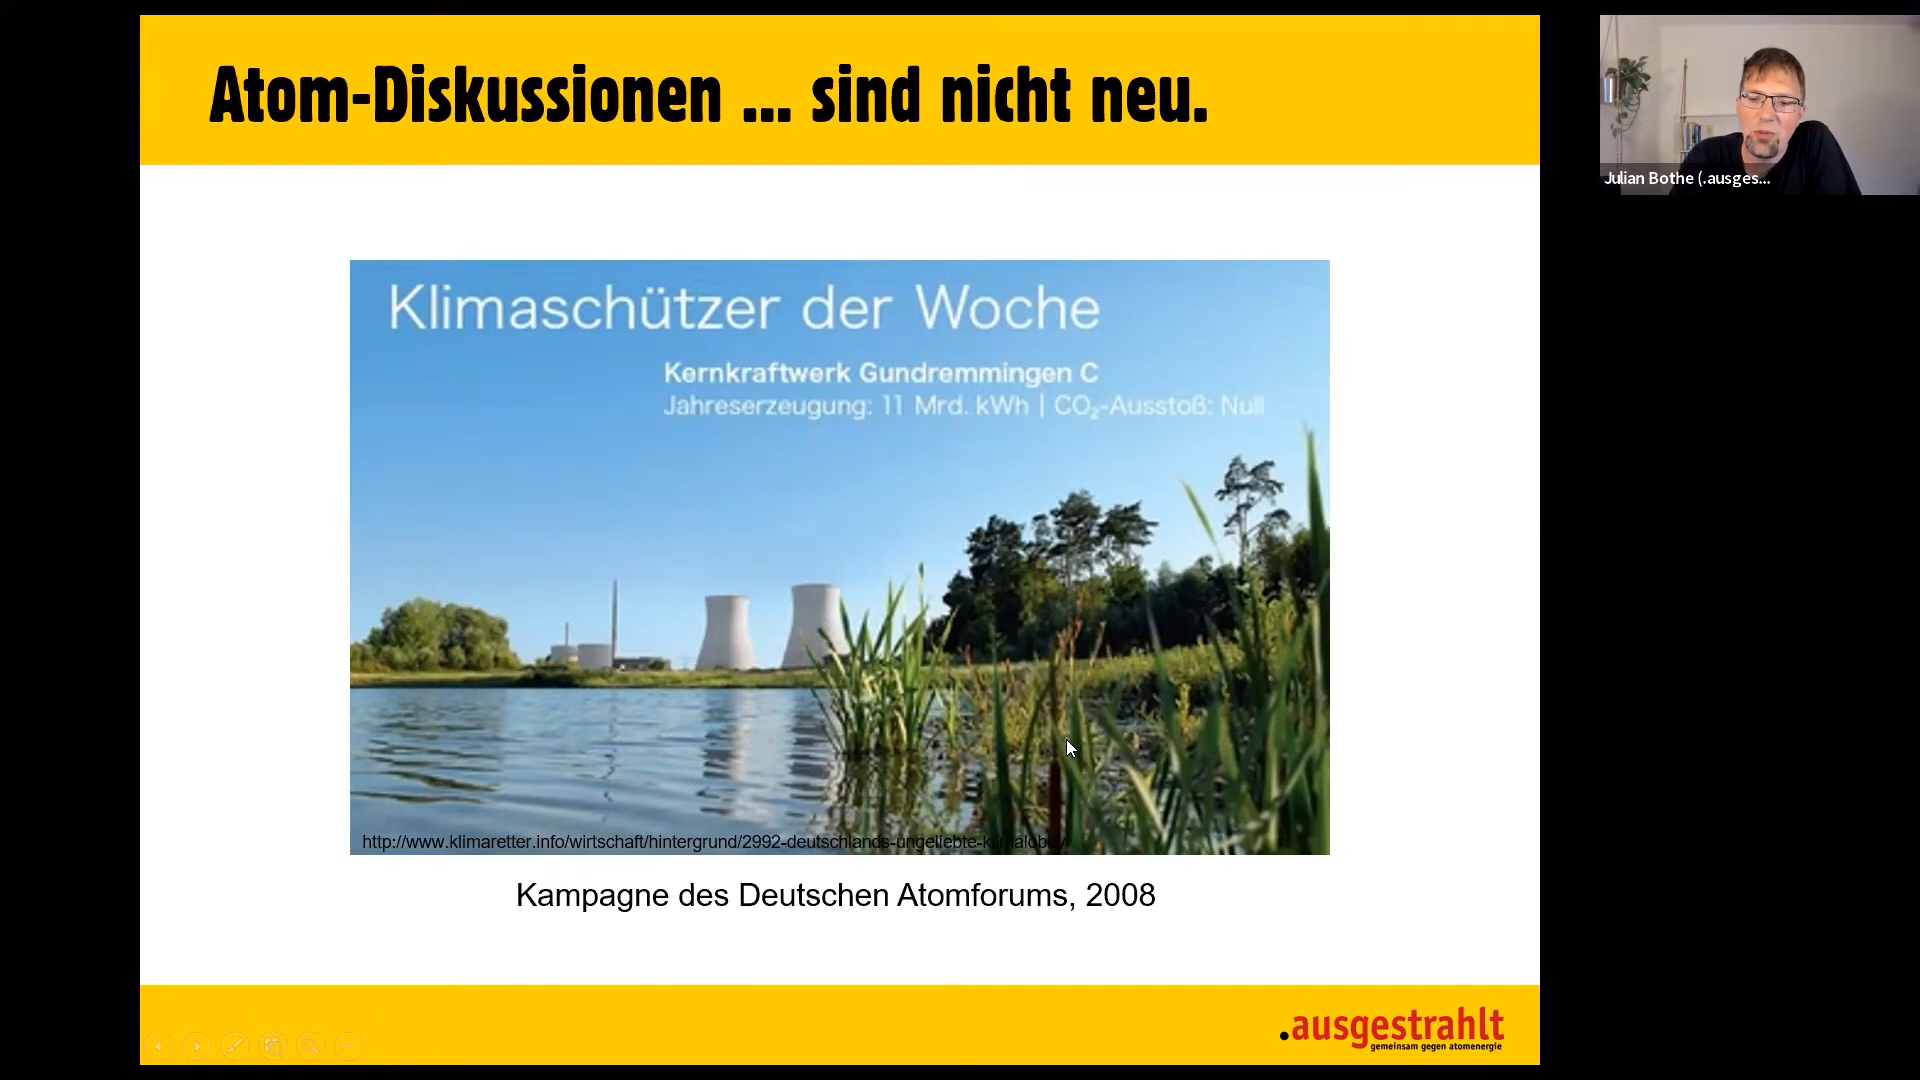 Atom-Diskussionen ... sind nicht neu.
Julian Bothe (.ausges...
Klimaschützer der Woche
Kernkraftwerk Gundremmingen C
Jahreserzeugung: 11 Mrd. kWh | CO₂-Ausstoß: Null
http://www.klimaretter.info/wirtschaft/hintergrund/2992-deutschlands-ungeliebte-klimalobby
Kampagne des Deutschen Atomforums, 2008
.ausgestrahlt
gemeinsam gegen atomenergie